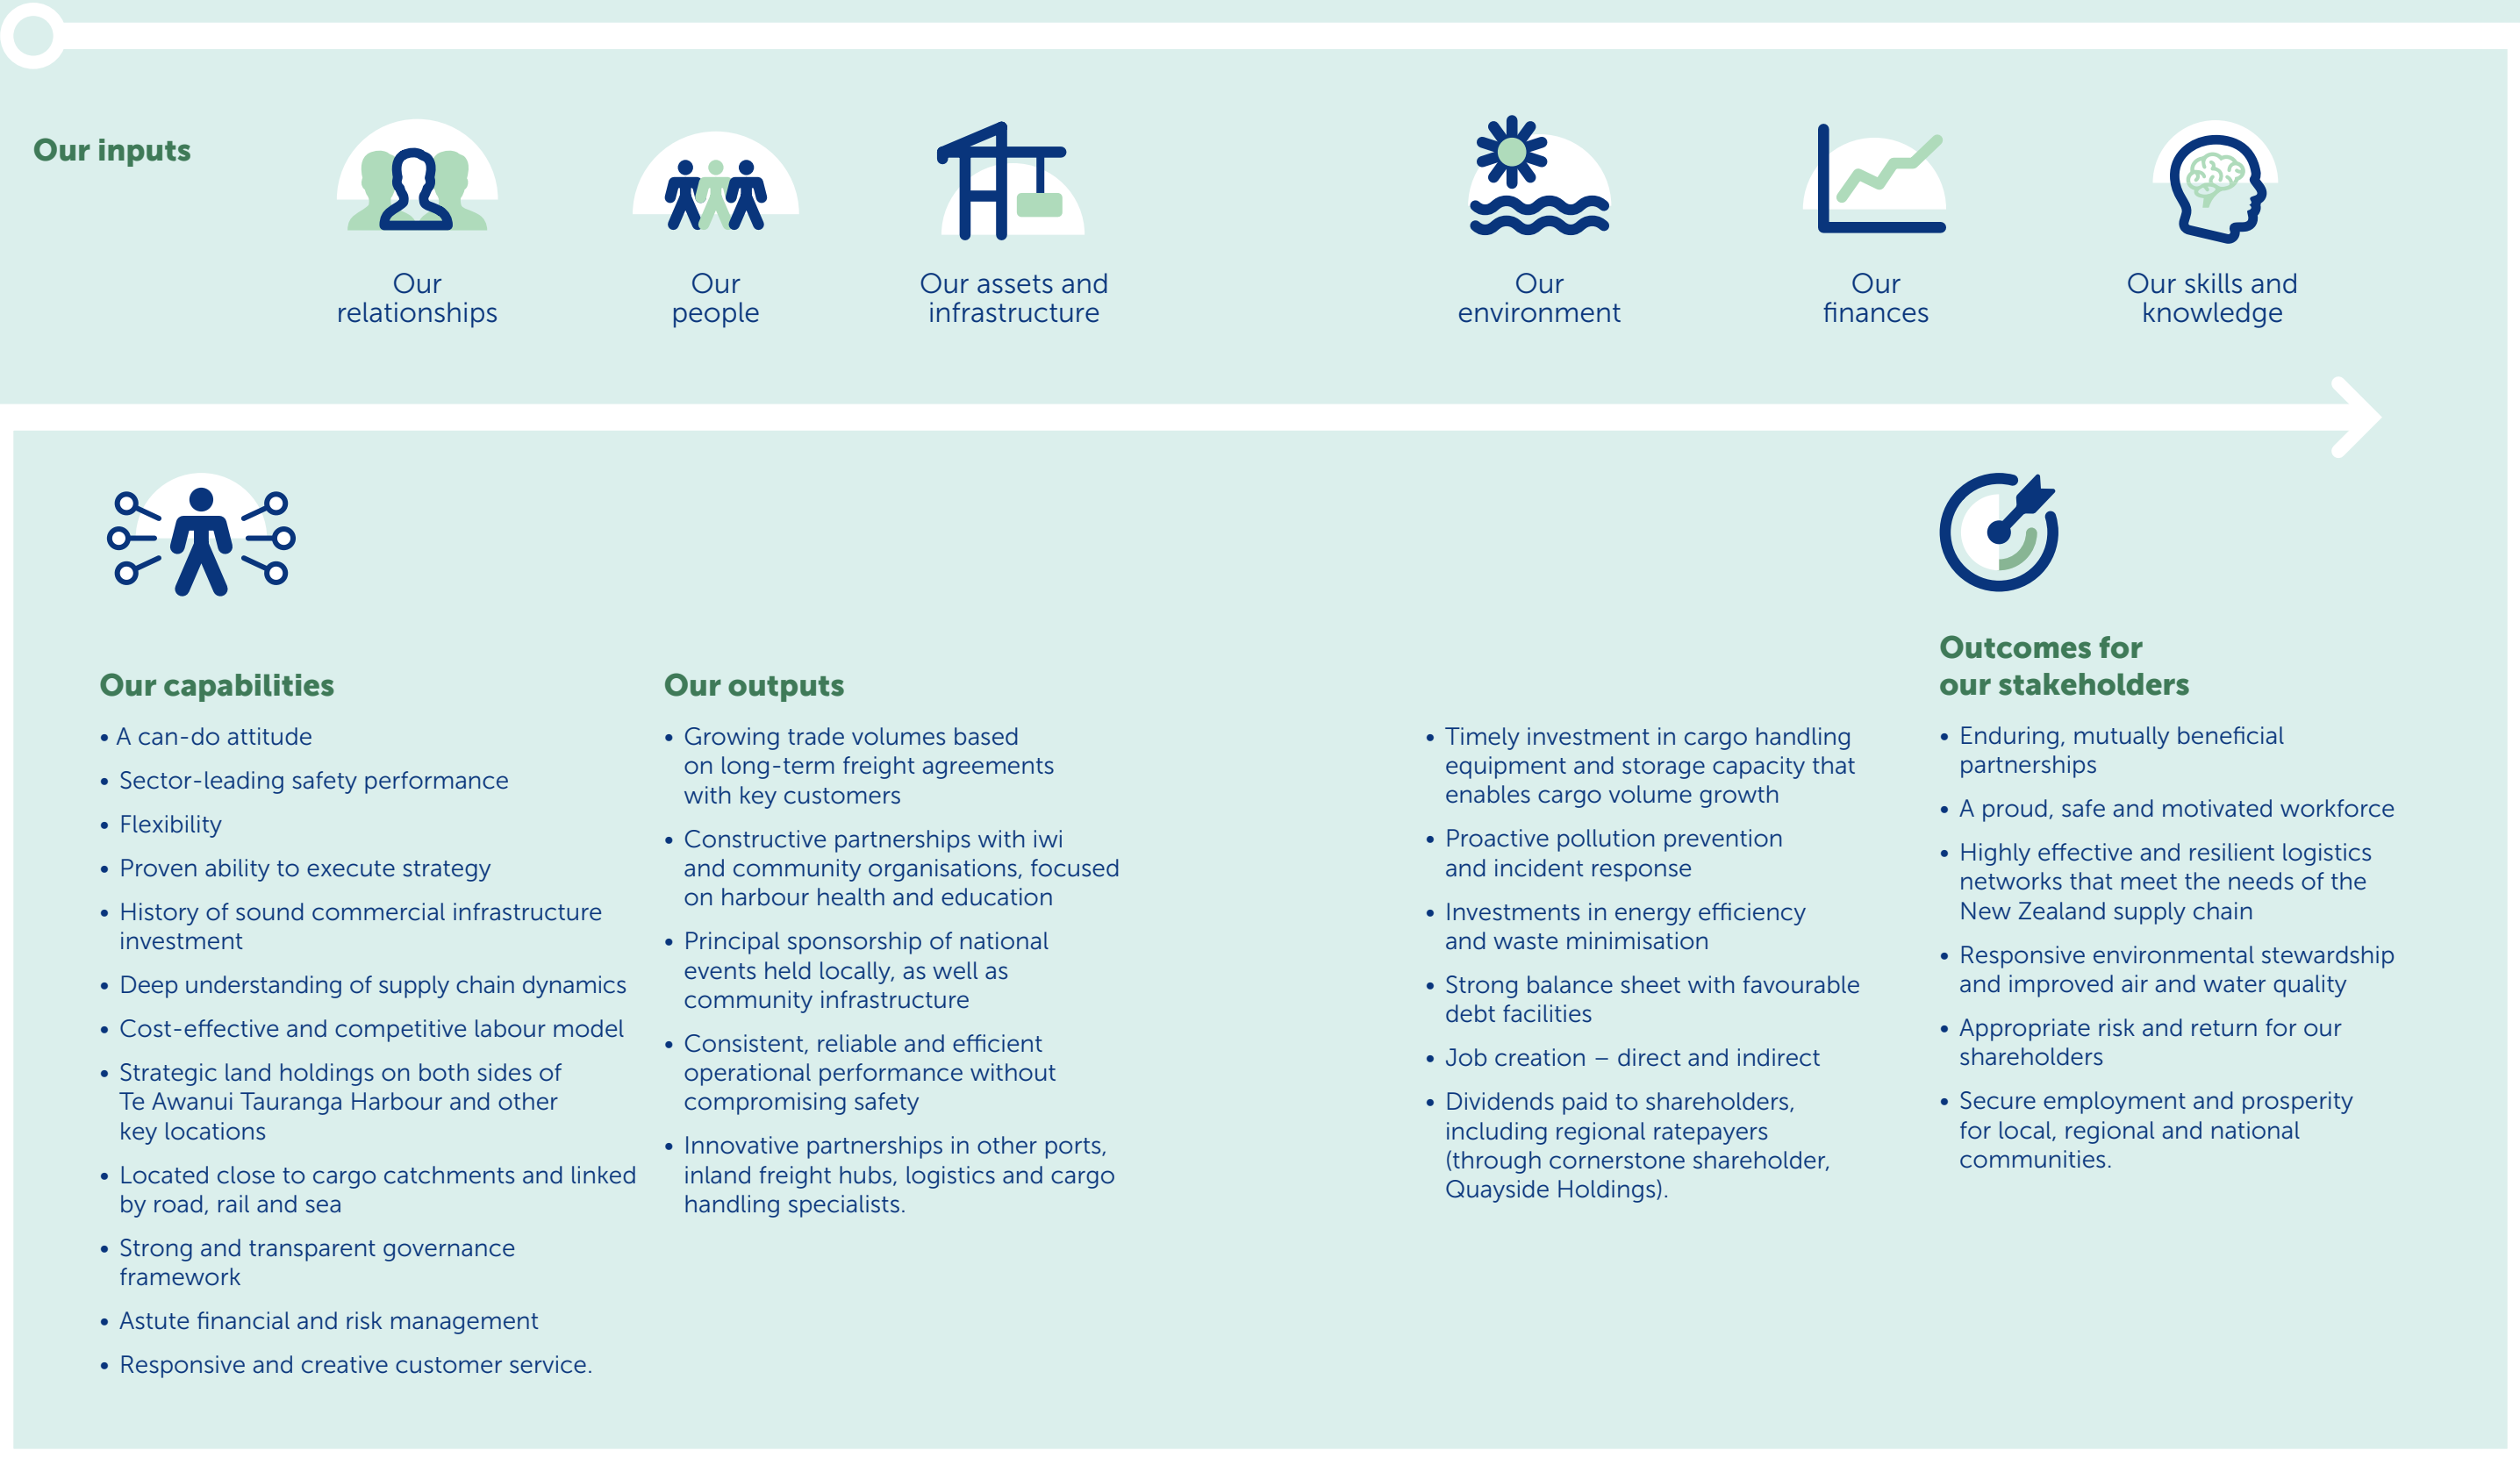 Our inputs
Our
relationships
Our
people
Our assets and
infrastructure
Our
environment
Our
finances
Our skills and
knowledge
Our capabilities
• A can-do attitude
• Sector-leading safety performance
• Flexibility
• Proven ability to execute strategy
• History of sound commercial infrastructure
investment
• Deep understanding of supply chain dynamics
• Cost-effective and competitive labour model
• Strategic land holdings on both sides of
Te Awanui Tauranga Harbour and other
key locations
• Located close to cargo catchments and linked
by road, rail and sea
• Strong and transparent governance
framework
• Astute financial and risk management
• Responsive and creative customer service.
Our outputs
• Growing trade volumes based
on long-term freight agreements
with key customers
• Constructive partnerships with iwi
and community organisations, focused
on harbour health and education
• Principal sponsorship of national
events held locally, as well as
community infrastructure
• Consistent, reliable and efficient
operational performance without
compromising safety
• Innovative partnerships in other ports,
inland freight hubs, logistics and cargo
handling specialists.
• Timely investment in cargo handling
equipment and storage capacity that
enables cargo volume growth
• Proactive pollution prevention
and incident response
• Investments in energy efficiency
and waste minimisation
• Strong balance sheet with favourable
debt facilities
• Job creation – direct and indirect
• Dividends paid to shareholders,
including regional ratepayers
(through cornerstone shareholder,
Quayside Holdings).
Outcomes for
our stakeholders
• Enduring, mutually beneficial
partnerships
• A proud, safe and motivated workforce
• Highly effective and resilient logistics
networks that meet the needs of the
New Zealand supply chain
• Responsive environmental stewardship
and improved air and water quality
• Appropriate risk and return for our
shareholders
• Secure employment and prosperity
for local, regional and national
communities.